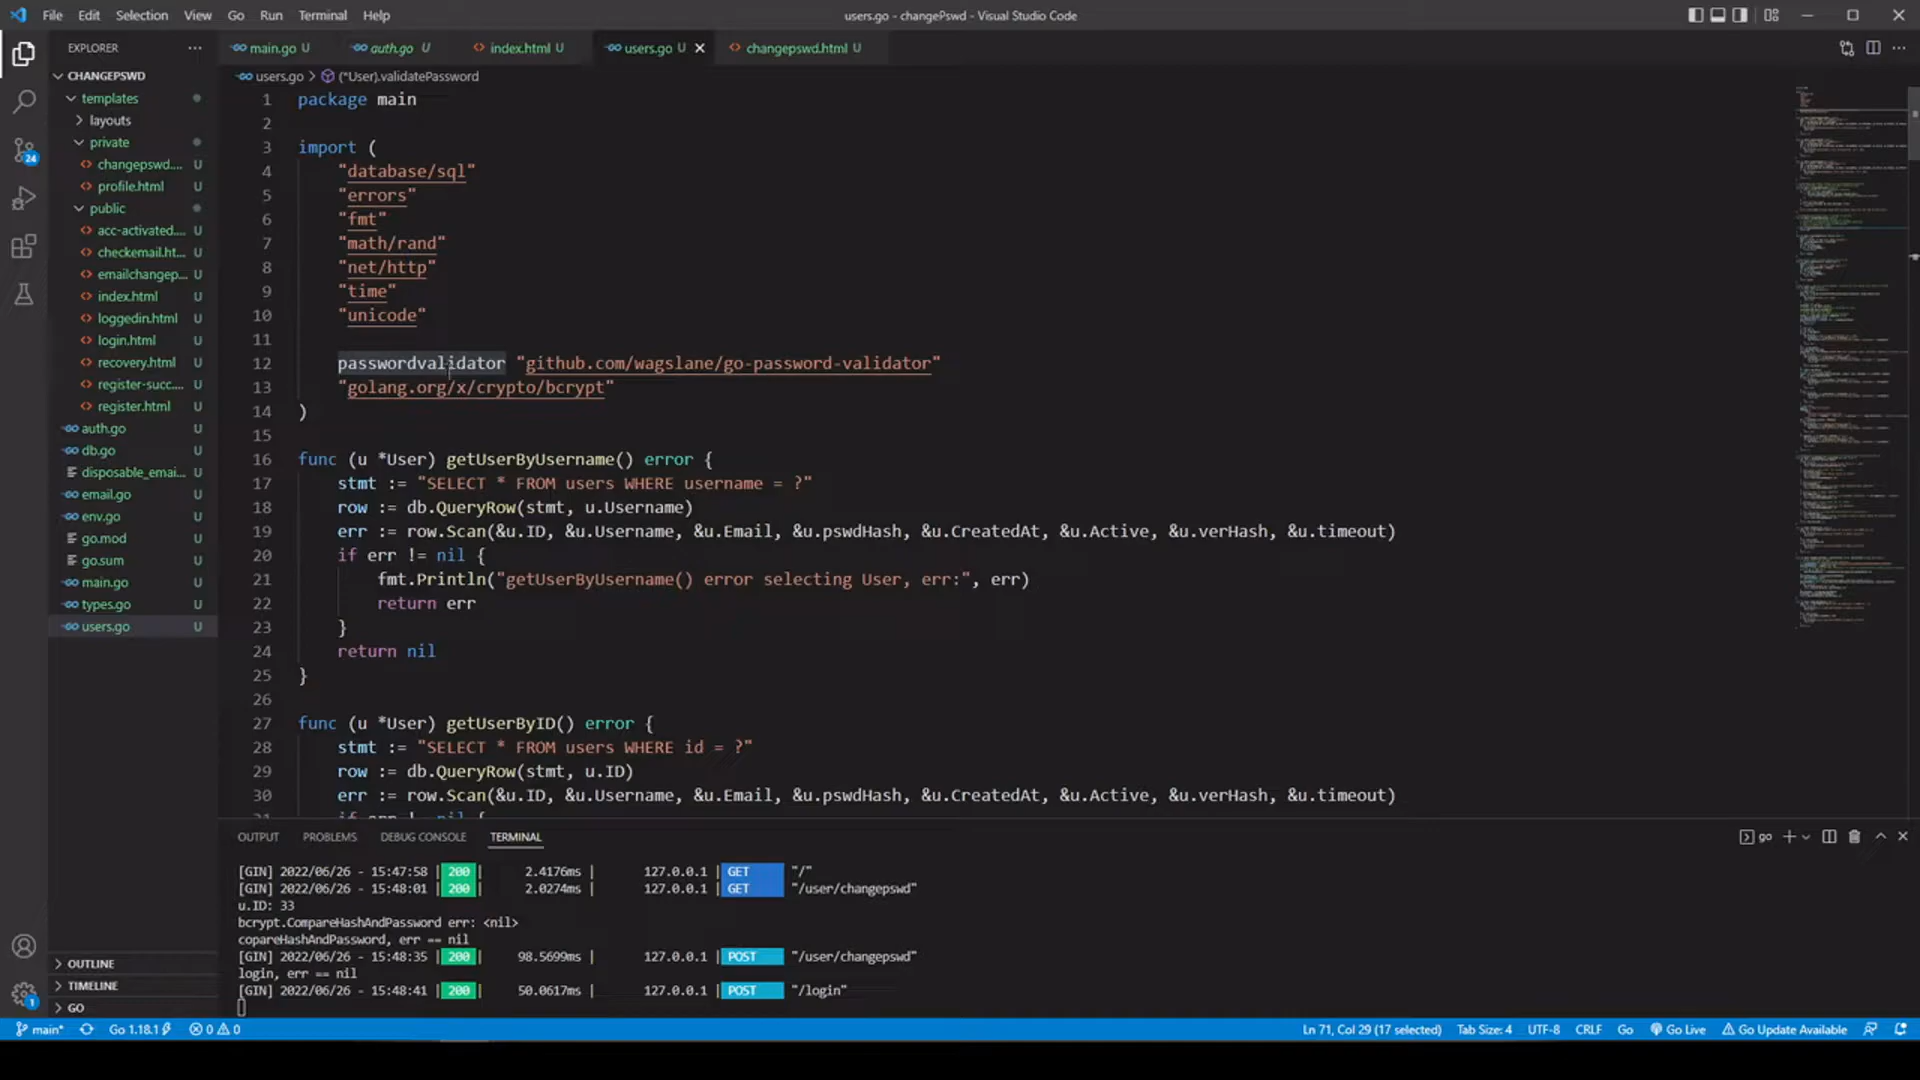 File Edit Selection View Go Run Terminal Help
users.go - changePswd - Visual Studio Code
EXPLORER
CHANGEPSWD
templates
layouts
private
changepswd.... U
profile.html U
public
acc-activated.... U
checkemail.ht... U
emailchangep... U
index.html U
loggedin.html U
login.html U
recovery.html U
register-succ.... U
register.html U
auth.go U
db.go U
disposable_emai... U
email.go U
env.go U
go.mod U
go.sum U
main.go U
types.go U
users.go U
OUTLINE
TIMELINE
GO
24
1
main.go U auth.go U index.html U users.go U changepswd.html U
users.go > (*User).validatePassword
1 package main
2
3 import (
4 "database/sql"
5 "errors"
6 "fmt"
7 "math/rand"
8 "net/http"
9 "time"
10 "unicode"
11
12 passwordvalidator "github.com/wagslane/go-password-validator"
13 "golang.org/x/crypto/bcrypt"
14 )
15
16 func (u *User) getUserByUsername() error {
17 stmt := "SELECT * FROM users WHERE username = ?"
18 row := db.QueryRow(stmt, u.Username)
19 err := row.Scan(&u.ID, &u.Username, &u.Email, &u.pswdHash, &u.CreatedAt, &u.Active, &u.verHash, &u.timeout)
20 if err != nil {
21 fmt.Println("getUserByUsername() error selecting User, err:", err)
22 return err
23 }
24 return nil
25 }
26
27 func (u *User) getUserByID() error {
28 stmt := "SELECT * FROM users WHERE id = ?"
29 row := db.QueryRow(stmt, u.ID)
30 err := row.Scan(&u.ID, &u.Username, &u.Email, &u.pswdHash, &u.CreatedAt, &u.Active, &u.verHash, &u.timeout)
OUTPUT PROBLEMS DEBUG CONSOLE TERMINAL
go
[GIN] 2022/06/26 - 15:47:58 | 200 | 2.4176ms | 127.0.0.1 | GET "/"
[GIN] 2022/06/26 - 15:48:01 | 200 | 2.0274ms | 127.0.0.1 | GET "/user/changepswd"
u.ID: 33
bcrypt.CompareHashAndPassword err: <nil>
copareHashAndPassword, err == nil
[GIN] 2022/06/26 - 15:48:35 | 200 | 98.5699ms | 127.0.0.1 | POST "/user/changepswd"
login, err == nil
[GIN] 2022/06/26 - 15:48:41 | 200 | 50.0617ms | 127.0.0.1 | POST "/login"
main* Go 1.18.1 0 0 Ln 71, Col 29 (17 selected) Tab Size: 4 UTF-8 CRLF Go Go Live Go Update Available